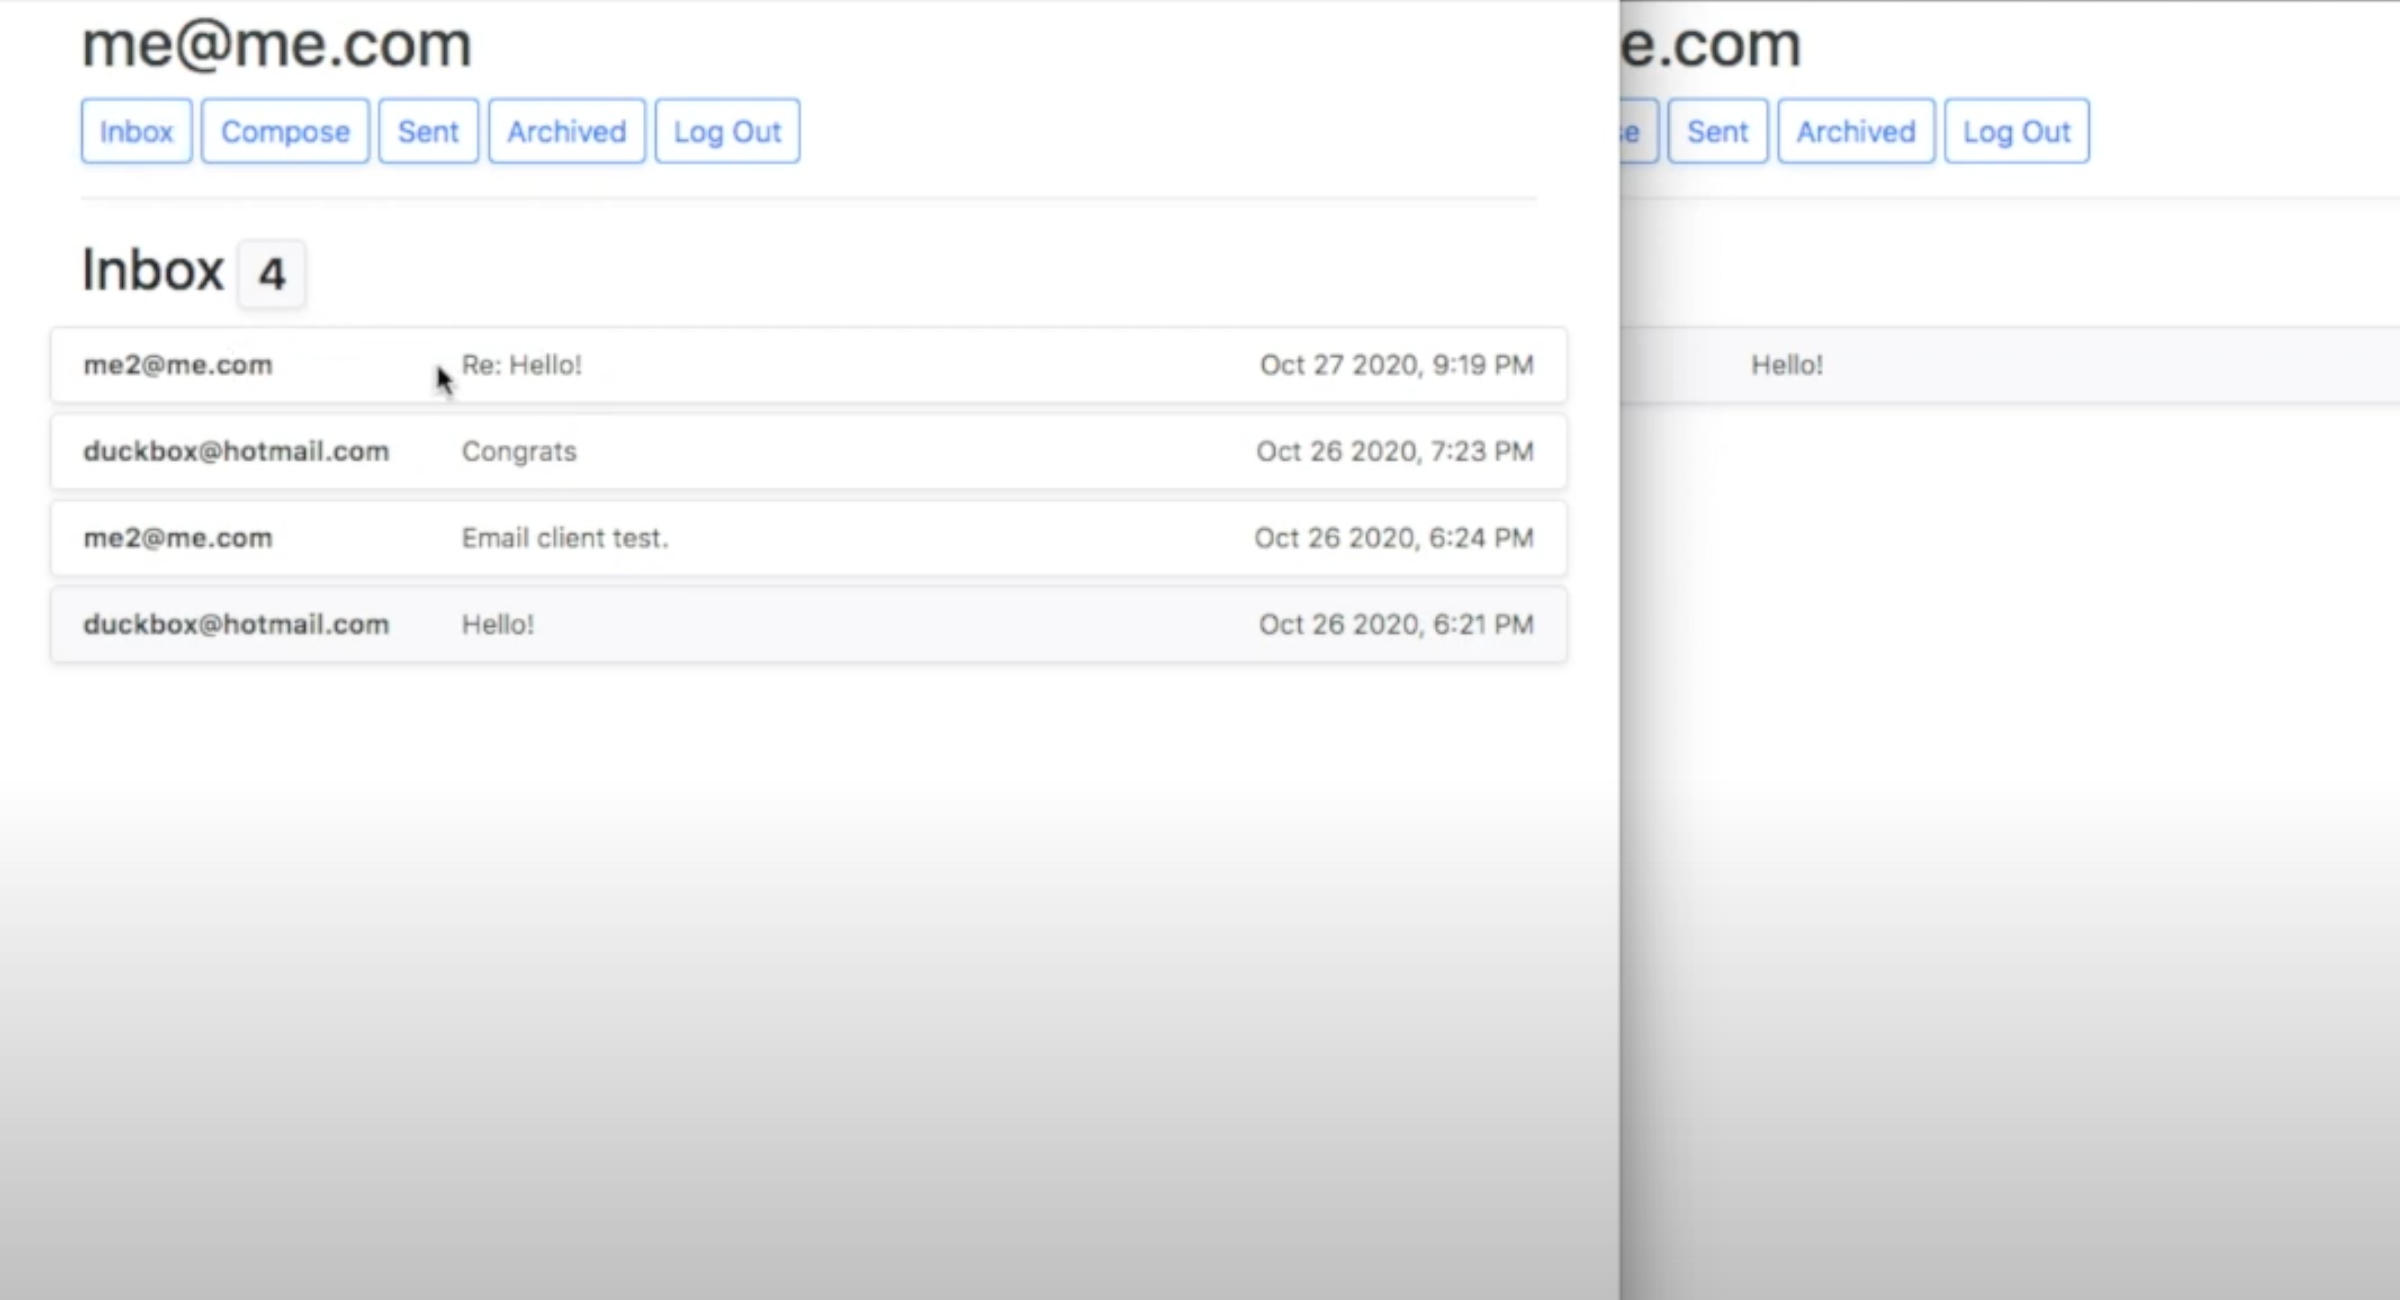 me@me.com
Inbox Compose Sent Archived Log Out
Inbox 4
me2@me.com Re: Hello! Oct 27 2020, 9:19 PM
duckbox@hotmail.com Congrats Oct 26 2020, 7:23 PM
me2@me.com Email client test. Oct 26 2020, 6:24 PM
duckbox@hotmail.com Hello! Oct 26 2020, 6:21 PM
e.com
e Sent Archived Log Out
Hello!